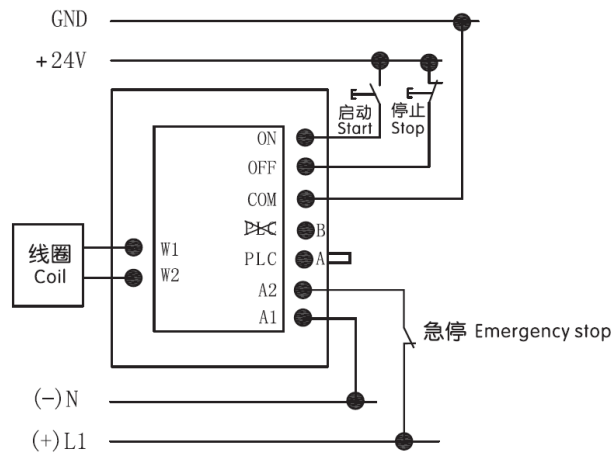 GND
+24V
启动
Start
停止
Stop
ON
OFF
COM
PLC B
PLC A
A2
A1
W1
W2
线圈
Coil
急停 Emergency stop
(-)N
(+)L1